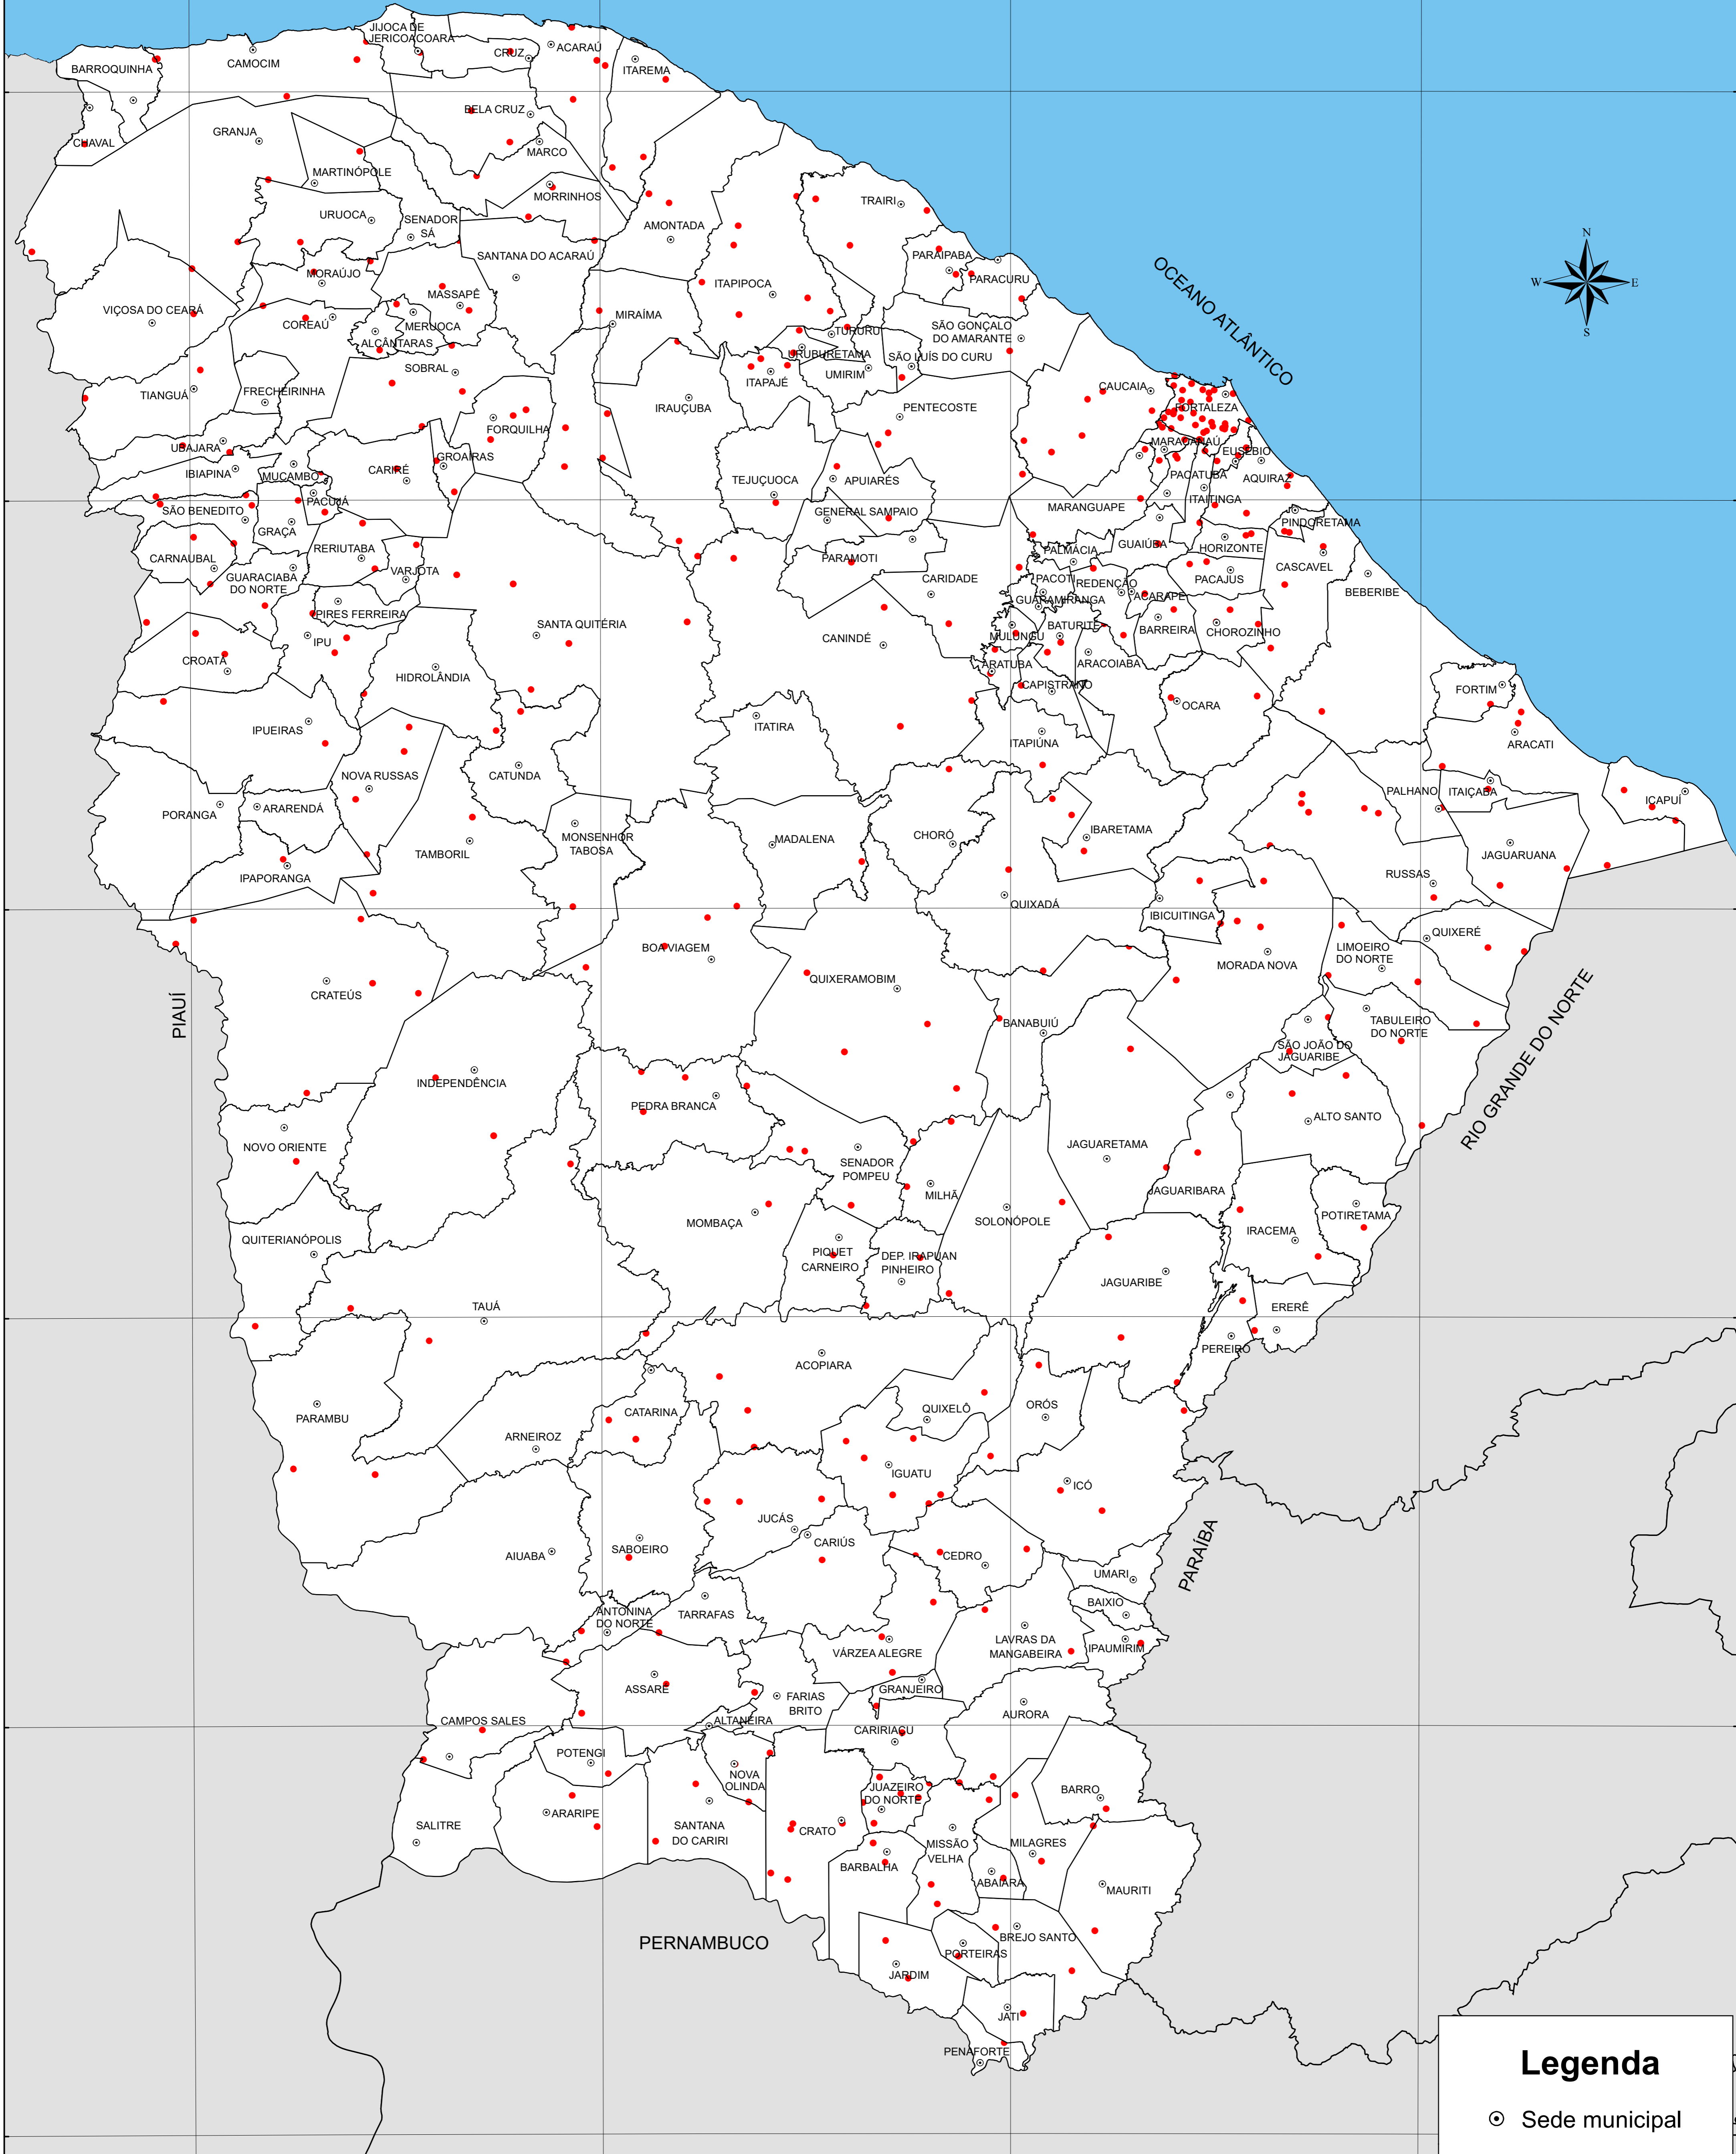 JIJOCA DE
JERICOACOARA
CRUZ
ACARAÚ
ITAREMA
BARROQUINHA
CAMOCIM
BELA CRUZ
CHAVAL
GRANJA
MARCO
MARTINÓPOLE
MORRINHOS
URUOCA
SENADOR
SÁ
AMONTADA
TRAIRI
N
W
E
S
SANTANA DO ACARAÚ
PARAIPABA
PARACURU
OCEANO ATLÂNTICO
MORAÚJO
MASSAPÊ
ITAPIPOCA
VIÇOSA DO CEARÁ
COREAÚ
MERUOCA
ALCÂNTARAS
MIRAÍMA
TURURU
SÃO GONÇALO
DO AMARANTE
URUBURETAMA
SÃO LUÍS DO CURU
SOBRAL
UMIRIM
ITAPAJÉ
TIANGUÁ
FRECHEIRINHA
IRAUÇUBA
PENTECOSTE
CAUCAIA
FORTALEZA
FORQUILHA
UBAJARA
IBIAPINA
MUCAMBO
CARIRÉ
GROAÍRAS
MARACANAÚ
EUSÉBIO
PACATUBA
AQUIRAZ
ITAITINGA
TEJUÇUOCA
APUIARÉS
PACUJÁ
SÃO BENEDITO
GENERAL SAMPAIO
MARANGUAPE
PINDORETAMA
GRAÇA
RERIUTABA
CARNAUBAL
GUARACIABA
DO NORTE
VARJOTA
PARAMOTI
PALMÁCIA
GUAIÚBA
HORIZONTE
CARIDADE
PACOTI
REDENÇÃO
PACAJUS
CASCAVEL
BEBERIBE
GUARAMIRANGA
ACARAPE
PIRES FERREIRA
SANTA QUITÉRIA
CANINDÉ
MULUNGU
BATURITÉ
BARREIRA
CHOROZINHO
IPU
CROATÁ
HIDROLÂNDIA
ARATUBA
ARACOIABA
CAPISTRANO
OCARA
FORTIM
IPUEIRAS
ITATIRA
ITAPIÚNA
ARACATI
NOVA RUSSAS
CATUNDA
PORANGA
ARARENDÁ
PALHANO
ITAIÇABA
IÇAPUÍ
MONSENHOR
TABOSA
TAMBORIL
MADALENA
CHORÓ
IBARETAMA
IPAPORANGA
JAGUARUANA
RUSSAS
QUIXADÁ
IBICUITINGA
QUIXERÉ
BOA VIAGEM
LIMOEIRO
DO NORTE
MORADA NOVA
CRATEÚS
QUIXERAMOBIM
PIAUÍ
BANABUIÚ
TABULEIRO
DO NORTE
SÃO JOÃO DO
JAGUARIBE
RIO GRANDE DO NORTE
INDEPENDÊNCIA
PEDRA BRANCA
ALTO SANTO
NOVO ORIENTE
JAGUARETAMA
SENADOR
POMPEU
MILHÃ
JAGUARIBARA
MOMBAÇA
SOLONÓPOLE
POTIRETAMA
IRACEMA
QUITERIANÓPOLIS
PIQUET
CARNEIRO
DEP. IRAPUAN
PINHEIRO
JAGUARIBE
TAUÁ
ERERÊ
PEREIRO
ACOPIARA
PARAMBU
CATARINA
QUIXELÔ
ORÓS
ARNEIROZ
IGUATU
ICÓ
JUCÁS
CARIÚS
AIUABA
SABOEIRO
CEDRO
PARAÍBA
UMARI
BAIXIO
ANTONINA
DO NORTE
TARRAFAS
LAVRAS DA
MANGABEIRA
IPAUMIRIM
VÁRZEA ALEGRE
ASSARÉ
GRANJEIRO
FARIAS
BRITO
AURORA
CAMPOS SALES
ALTANEIRA
CARIRIAÇU
POTENGI
NOVA
OLINDA
JUAZEIRO
DO NORTE
BARRO
ARARIPE
SALITRE
SANTANA
DO CARIRI
CRATO
MISSÃO
VELHA
MILAGRES
BARBALHA
ABAIARA
MAURITI
PERNAMBUCO
BREJO SANTO
PORTEIRAS
JARDIM
JATI
PENAFORTE
Legenda
Sede municipal